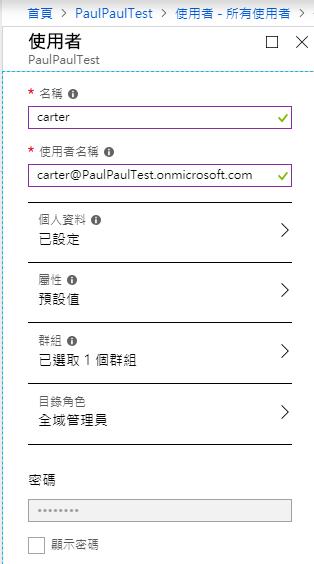 首頁 > PaulPaulTest > 使用者 - 所有使用者 >
使用者
PaulPaulTest
* 名稱
carter
* 使用者名稱
carter@PaulPaulTest.onmicrosoft.com
個人資料
已設定
屬性
預設值
群組
已選取 1 個群組
目錄角色
全域管理員
密碼
••••••••
顯示密碼